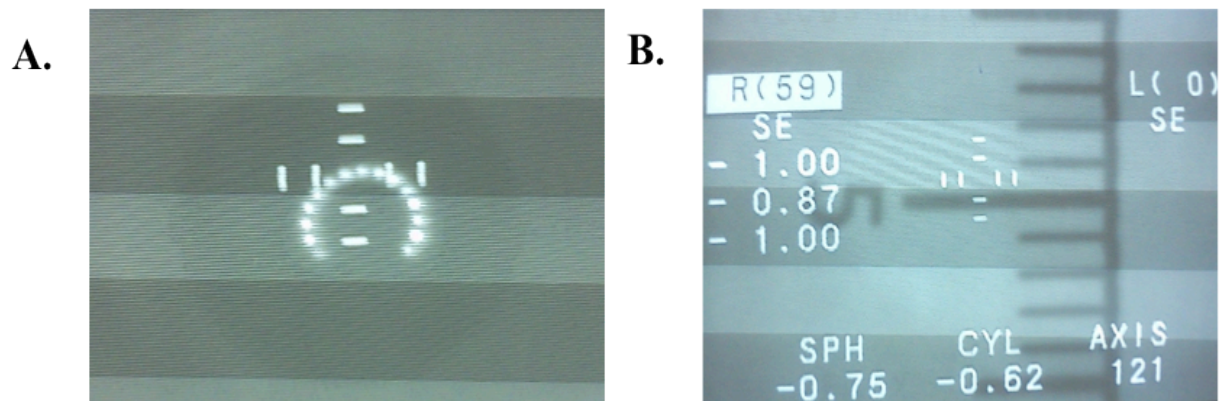 A.
B.
R(59)
L( 0)
SE
SE
- 1.00
- 0.87
- 1.00
SPH
CYL
AXIS
-0.75
-0.62
121